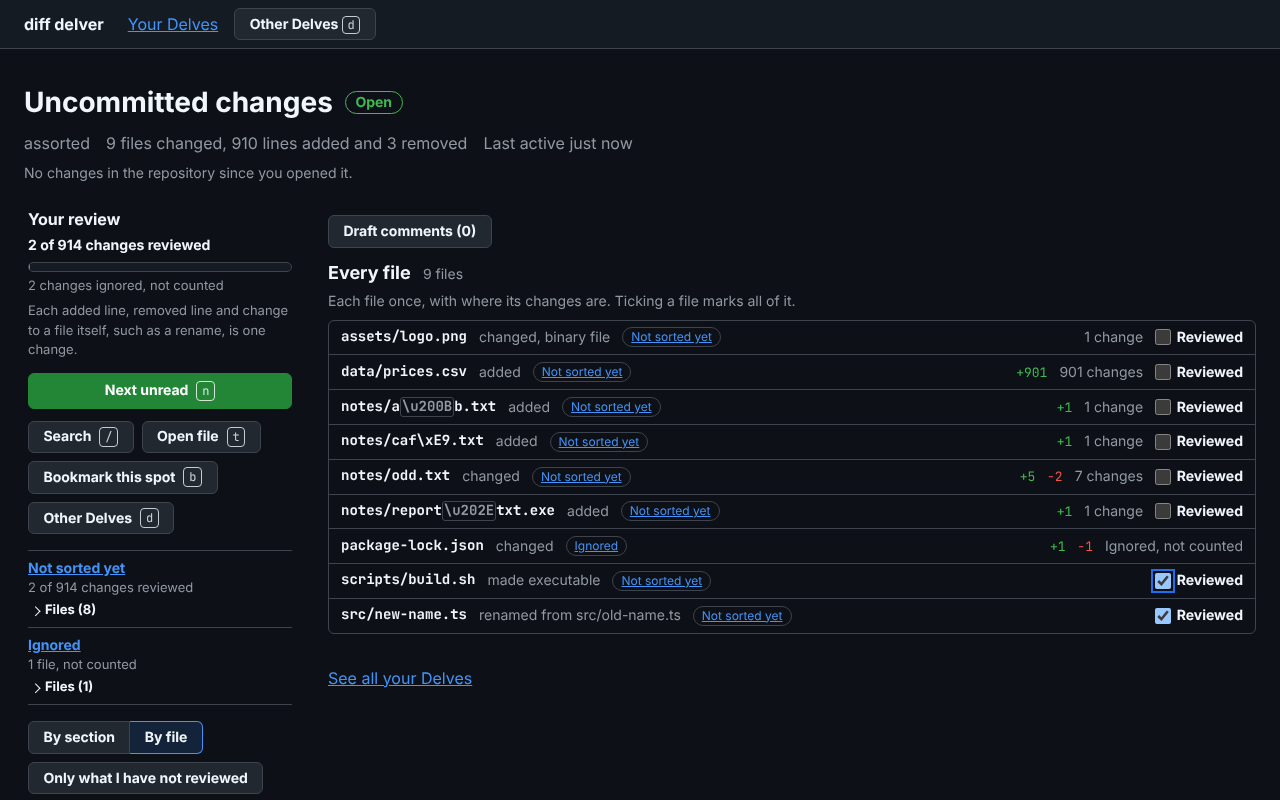 diff delver Your Delves Other Delves d
Uncommitted changes Open
assorted 9 files changed, 910 lines added and 3 removed Last active just now
No changes in the repository since you opened it.
Your review
2 of 914 changes reviewed
2 changes ignored, not counted
Each added line, removed line and change
to a file itself, such as a rename, is one
change.
Next unread n
Search / Open file t
Bookmark this spot b
Other Delves d
Not sorted yet
2 of 914 changes reviewed
Files (8)
Ignored
1 file, not counted
Files (1)
By section By file
Only what I have not reviewed
Draft comments (0)
Every file 9 files
Each file once, with where its changes are. Ticking a file marks all of it.
assets/logo.png changed, binary file Not sorted yet 1 change Reviewed
data/prices.csv added Not sorted yet +901 901 changes Reviewed
notes/a\u200Bb.txt added Not sorted yet +1 1 change Reviewed
notes/caf\xE9.txt added Not sorted yet +1 1 change Reviewed
notes/odd.txt changed Not sorted yet +5 -2 7 changes Reviewed
notes/report\u202Etxt.exe added Not sorted yet +1 1 change Reviewed
package-lock.json changed Ignored +1 -1 Ignored, not counted
scripts/build.sh made executable Not sorted yet Reviewed
src/new-name.ts renamed from src/old-name.ts Not sorted yet Reviewed
See all your Delves